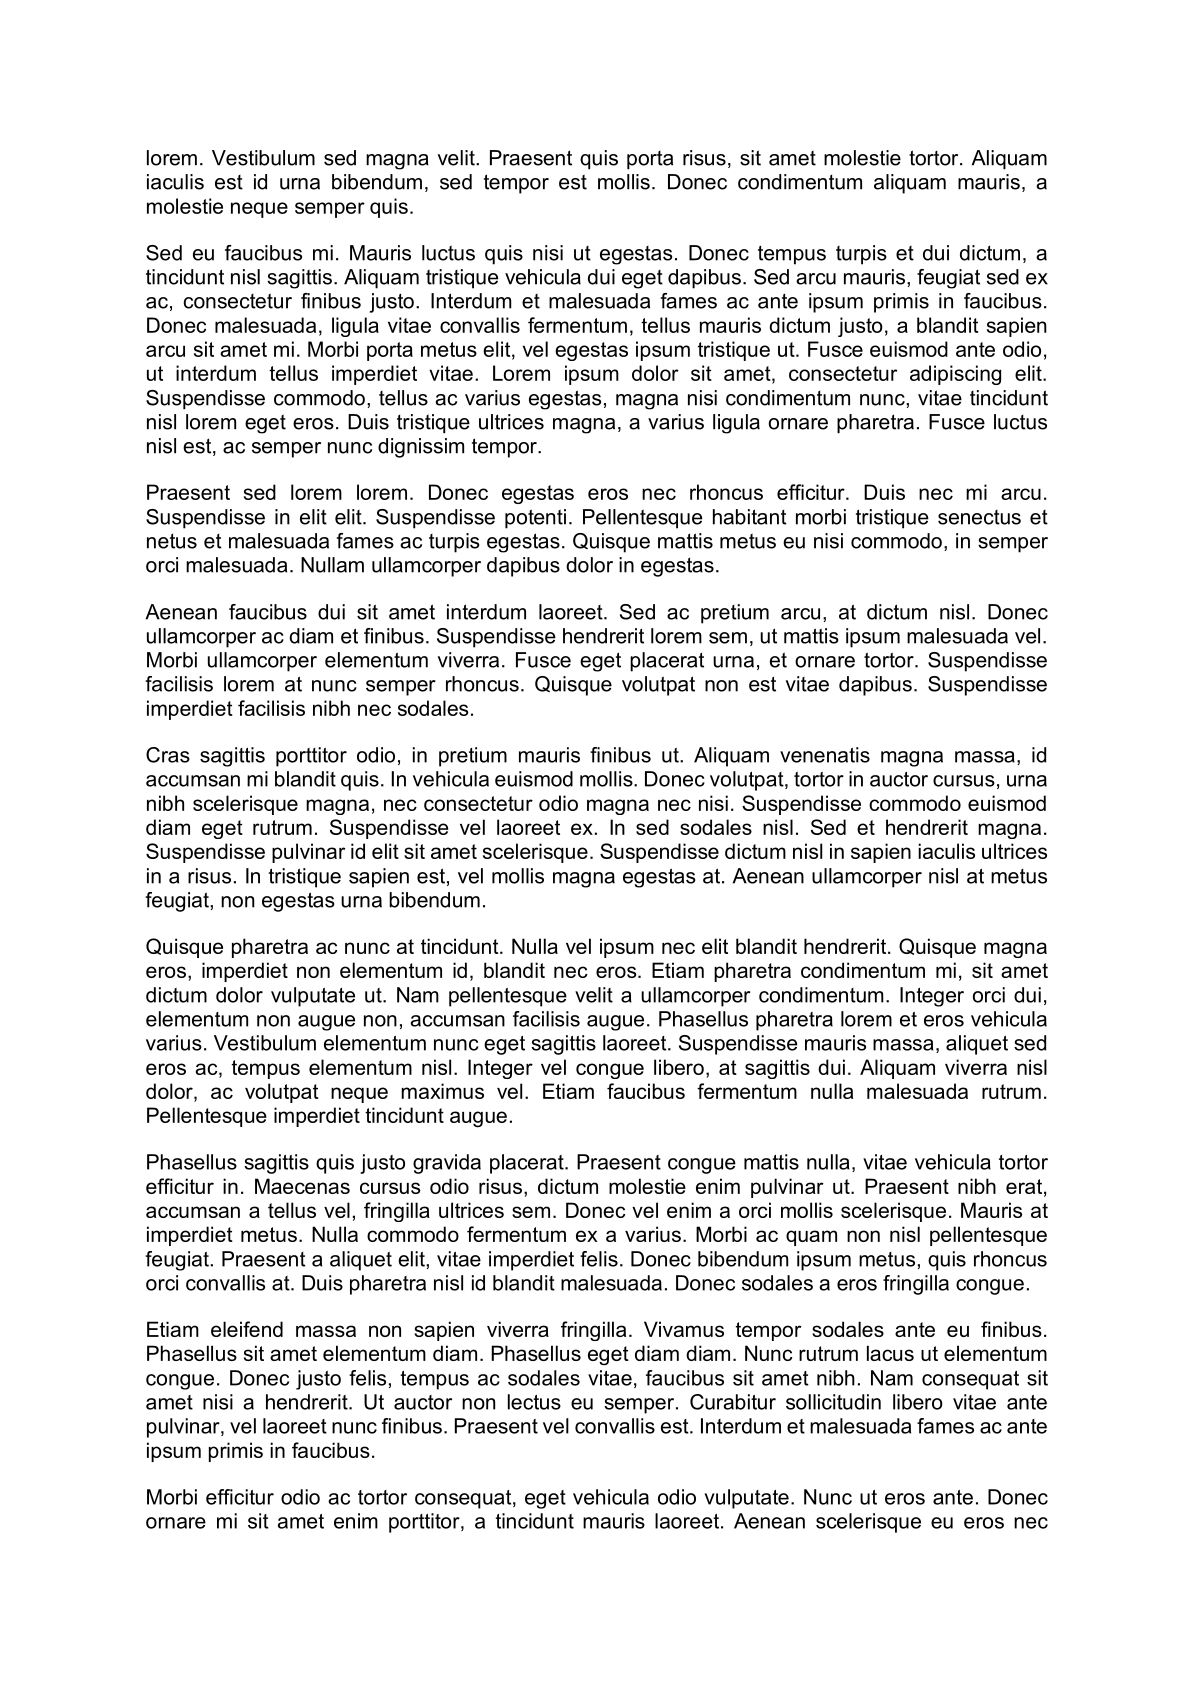 lorem. Vestibulum sed magna velit. Praesent quis porta risus, sit amet molestie tortor. Aliquam
iaculis est id urna bibendum, sed tempor est mollis. Donec condimentum aliquam mauris, a
molestie neque semper quis.
Sed eu faucibus mi. Mauris luctus quis nisi ut egestas. Donec tempus turpis et dui dictum, a
tincidunt nisl sagittis. Aliquam tristique vehicula dui eget dapibus. Sed arcu mauris, feugiat sed ex
ac, consectetur finibus justo. Interdum et malesuada fames ac ante ipsum primis in faucibus.
Donec malesuada, ligula vitae convallis fermentum, tellus mauris dictum justo, a blandit sapien
arcu sit amet mi. Morbi porta metus elit, vel egestas ipsum tristique ut. Fusce euismod ante odio,
ut interdum tellus imperdiet vitae. Lorem ipsum dolor sit amet, consectetur adipiscing elit.
Suspendisse commodo, tellus ac varius egestas, magna nisi condimentum nunc, vitae tincidunt
nisl lorem eget eros. Duis tristique ultrices magna, a varius ligula ornare pharetra. Fusce luctus
nisl est, ac semper nunc dignissim tempor.
Praesent sed lorem lorem. Donec egestas eros nec rhoncus efficitur. Duis nec mi arcu.
Suspendisse in elit elit. Suspendisse potenti. Pellentesque habitant morbi tristique senectus et
netus et malesuada fames ac turpis egestas. Quisque mattis metus eu nisi commodo, in semper
orci malesuada. Nullam ullamcorper dapibus dolor in egestas.
Aenean faucibus dui sit amet interdum laoreet. Sed ac pretium arcu, at dictum nisl. Donec
ullamcorper ac diam et finibus. Suspendisse hendrerit lorem sem, ut mattis ipsum malesuada vel.
Morbi ullamcorper elementum viverra. Fusce eget placerat urna, et ornare tortor. Suspendisse
facilisis lorem at nunc semper rhoncus. Quisque volutpat non est vitae dapibus. Suspendisse
imperdiet facilisis nibh nec sodales.
Cras sagittis porttitor odio, in pretium mauris finibus ut. Aliquam venenatis magna massa, id
accumsan mi blandit quis. In vehicula euismod mollis. Donec volutpat, tortor in auctor cursus, urna
nibh scelerisque magna, nec consectetur odio magna nec nisi. Suspendisse commodo euismod
diam eget rutrum. Suspendisse vel laoreet ex. In sed sodales nisl. Sed et hendrerit magna.
Suspendisse pulvinar id elit sit amet scelerisque. Suspendisse dictum nisl in sapien iaculis ultrices
in a risus. In tristique sapien est, vel mollis magna egestas at. Aenean ullamcorper nisl at metus
feugiat, non egestas urna bibendum.
Quisque pharetra ac nunc at tincidunt. Nulla vel ipsum nec elit blandit hendrerit. Quisque magna
eros, imperdiet non elementum id, blandit nec eros. Etiam pharetra condimentum mi, sit amet
dictum dolor vulputate ut. Nam pellentesque velit a ullamcorper condimentum. Integer orci dui,
elementum non augue non, accumsan facilisis augue. Phasellus pharetra lorem et eros vehicula
varius. Vestibulum elementum nunc eget sagittis laoreet. Suspendisse mauris massa, aliquet sed
eros ac, tempus elementum nisl. Integer vel congue libero, at sagittis dui. Aliquam viverra nisl
dolor, ac volutpat neque maximus vel. Etiam faucibus fermentum nulla malesuada rutrum.
Pellentesque imperdiet tincidunt augue.
Phasellus sagittis quis justo gravida placerat. Praesent congue mattis nulla, vitae vehicula tortor
efficitur in. Maecenas cursus odio risus, dictum molestie enim pulvinar ut. Praesent nibh erat,
accumsan a tellus vel, fringilla ultrices sem. Donec vel enim a orci mollis scelerisque. Mauris at
imperdiet metus. Nulla commodo fermentum ex a varius. Morbi ac quam non nisl pellentesque
feugiat. Praesent a aliquet elit, vitae imperdiet felis. Donec bibendum ipsum metus, quis rhoncus
orci convallis at. Duis pharetra nisl id blandit malesuada. Donec sodales a eros fringilla congue.
Etiam eleifend massa non sapien viverra fringilla. Vivamus tempor sodales ante eu finibus.
Phasellus sit amet elementum diam. Phasellus eget diam diam. Nunc rutrum lacus ut elementum
congue. Donec justo felis, tempus ac sodales vitae, faucibus sit amet nibh. Nam consequat sit
amet nisi a hendrerit. Ut auctor non lectus eu semper. Curabitur sollicitudin libero vitae ante
pulvinar, vel laoreet nunc finibus. Praesent vel convallis est. Interdum et malesuada fames ac ante
ipsum primis in faucibus.
Morbi efficitur odio ac tortor consequat, eget vehicula odio vulputate. Nunc ut eros ante. Donec
ornare mi sit amet enim porttitor, a tincidunt mauris laoreet. Aenean scelerisque eu eros nec